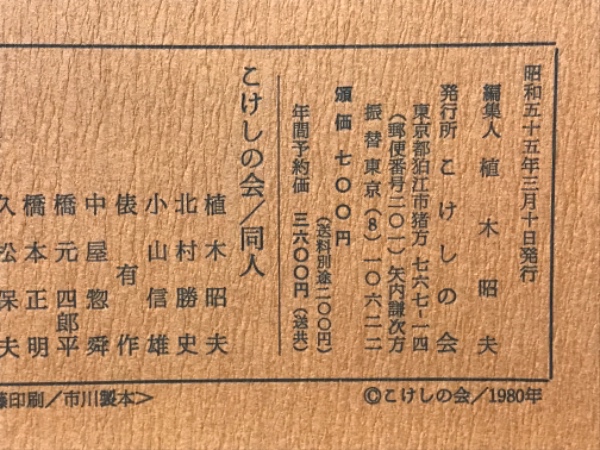 昭和五十五年三月十日発行
編集人 植木昭夫
発行所 こけしの会
東京都狛江市猪方七六七-一四
(郵便番号二〇一)矢内謙次方
振替東京(8)一〇六二二
頒価 七〇〇円
(送料別途二〇〇円)
年間予約価 三六〇〇円(送共)
こけしの会/同人
植木昭夫
北村勝史
小山信雄
俵有作
中屋惣舜
橋元四郎平
橋本正明
久松保夫
印刷/市川製本>
©こけしの会/1980年